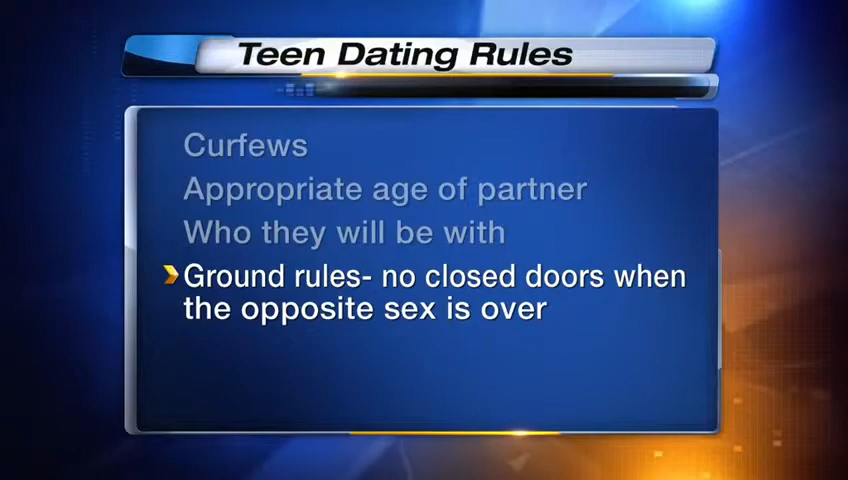 Teen Dating Rules
Curfews
Appropriate age of partner
Who they will be with
Ground rules- no closed doors when
the opposite sex is over